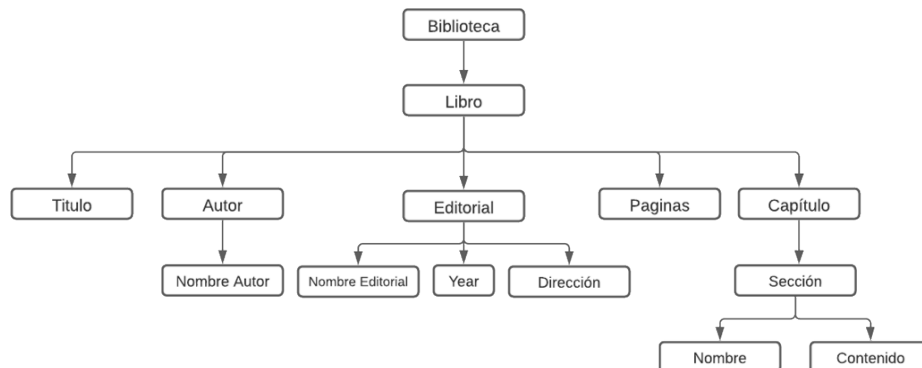 Biblioteca
Libro
Titulo
Autor
Editorial
Paginas
Capítulo
Nombre Autor
Nombre Editorial
Year
Dirección
Sección
Nombre
Contenido